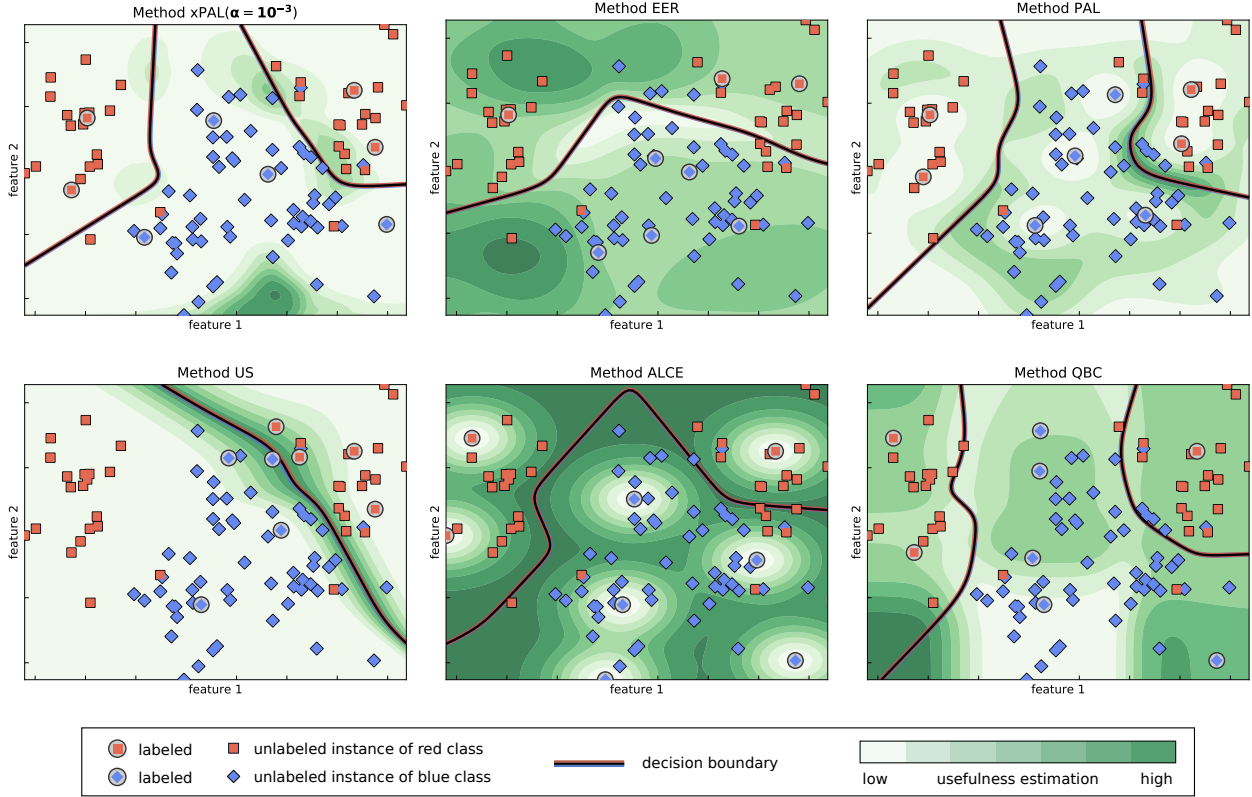 Method xPAL(α = 10⁻³)
Method EER
Method PAL
feature 2
feature 2
feature 2
feature 1
feature 1
feature 1
Method US
Method ALCE
Method QBC
feature 2
feature 2
feature 2
feature 1
feature 1
feature 1
labeled
unlabeled instance of red class
labeled
unlabeled instance of blue class
decision boundary
low usefulness estimation high